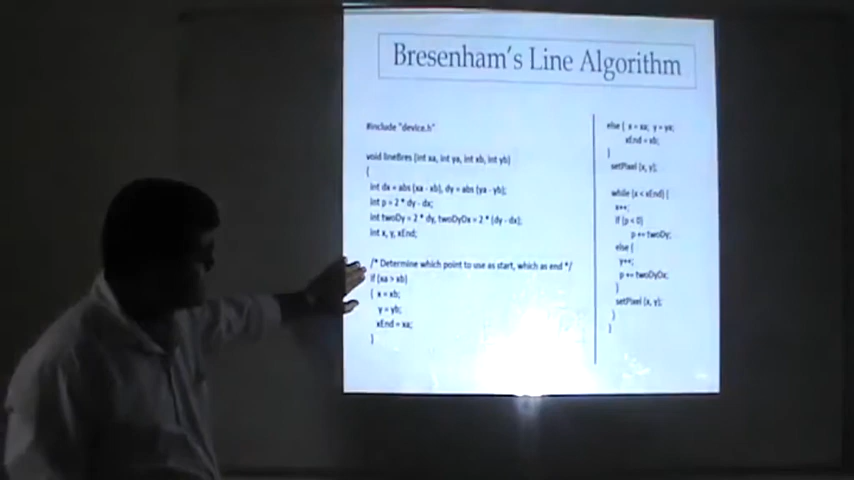 Bresenham's Line Algorithm
#include "device.h"
void lineBres (int xa, int ya, int xb, int yb)
{
int dx = abs (xa - xb), dy = abs (ya - yb);
int p = 2 * dy - dx;
int twoDy = 2 * dy, twoDyDx = 2 * (dy - dx);
int x, y, xEnd;
/* Determine which point to use as start, which as end */
if (xa > xb)
{ x = xb;
y = yb;
xEnd = xa;
}
else { x = xa; y = ya;
xEnd = xb;
}
setPixel (x, y);
while (x < xEnd) {
x++;
if (p < 0)
p += twoDy;
else {
y++;
p += twoDyDx;
}
setPixel (x, y);
}
}